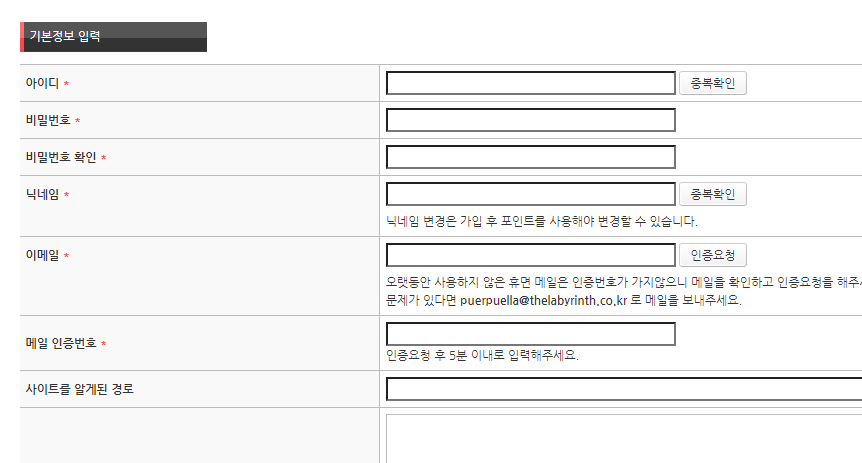 기본정보 입력
아이디 *
중복확인
비밀번호 *
비밀번호 확인 *
닉네임 *
중복확인
닉네임 변경은 가입 후 포인트를 사용해야 변경할 수 있습니다.
이메일 *
인증요청
오랫동안 사용하지 않은 휴면 메일은 인증번호가 가지않으니 메일을 확인하고 인증요청을 해주
문제가 있다면 puerpuella@thelabyrinth.co.kr 로 메일을 보내주세요.
메일 인증번호 *
인증요청 후 5분 이내로 입력해주세요.
사이트를 알게된 경로